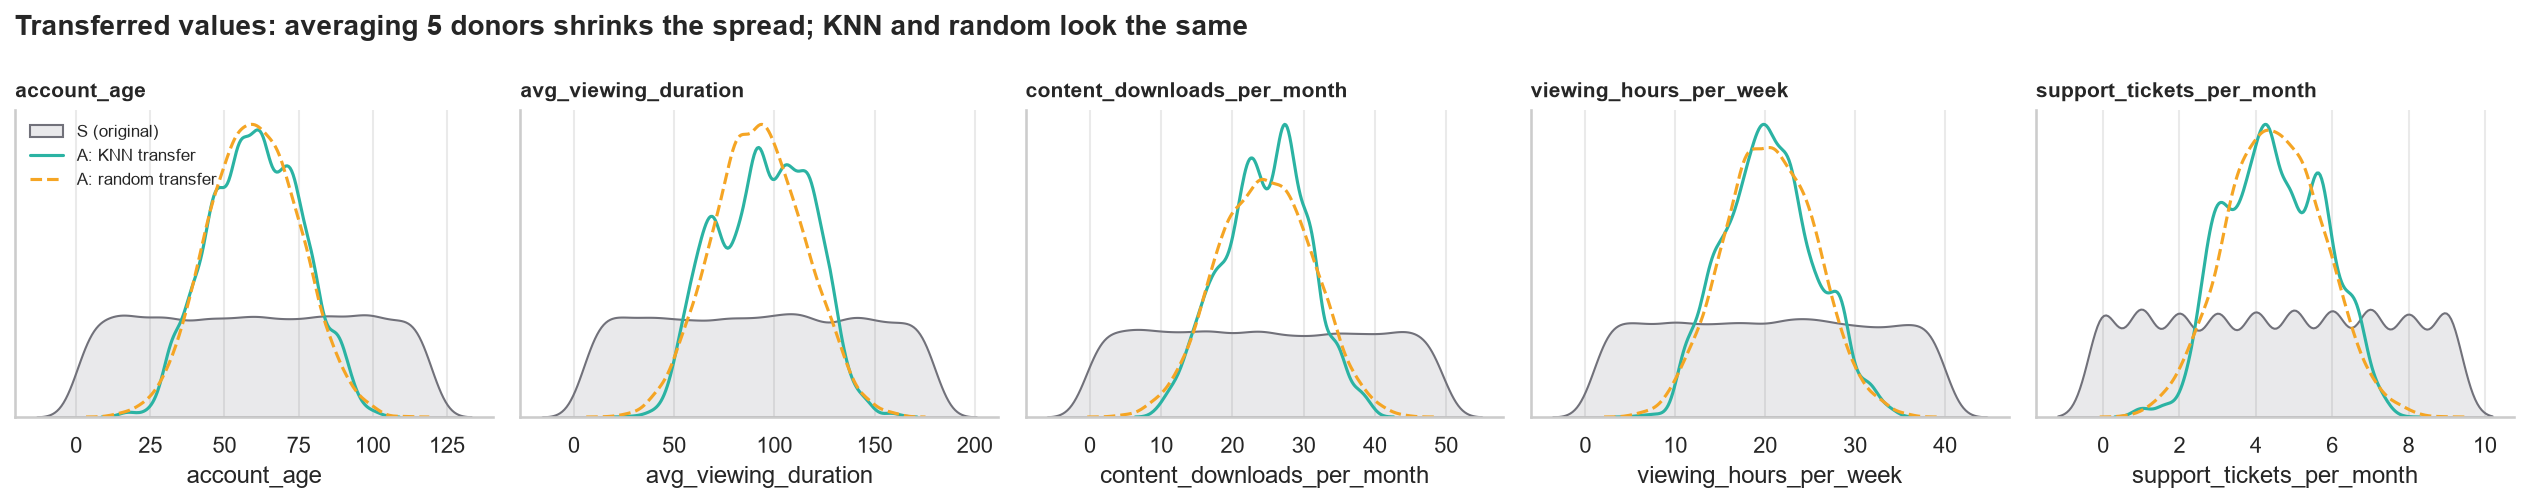 Transferred values: averaging 5 donors shrinks the spread; KNN and random look the same
account_age
S (original)
A: KNN transfer
A: random transfer
0 25 50 75 100 125
account_age
avg_viewing_duration
0 50 100 150 200
avg_viewing_duration
content_downloads_per_month
0 10 20 30 40 50
content_downloads_per_month
viewing_hours_per_week
0 10 20 30 40
viewing_hours_per_week
support_tickets_per_month
0 2 4 6 8 10
support_tickets_per_month